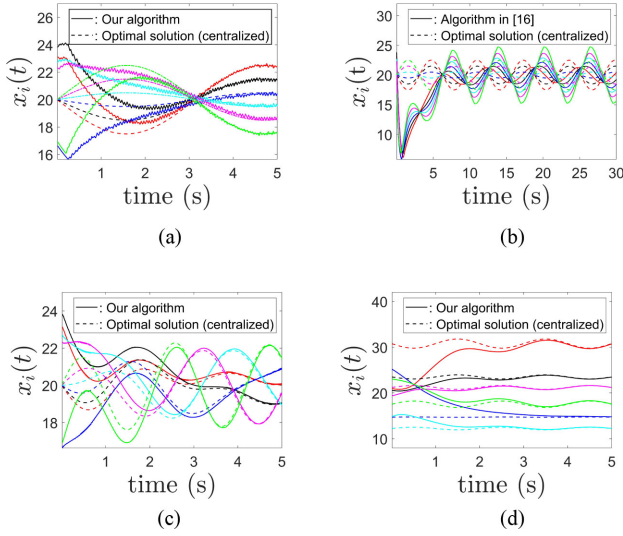 26
24
22
20
18
16
x_i(t)
: Our algorithm
: Optimal solution (centralized)
1 2 3 4 5
time (s)
(a)
25
20
15
10
x_i(t)
: Algorithm in [16]
: Optimal solution (centralized)
5 10 15 20 25 30
time (s)
(b)
24
22
20
18
x_i(t)
: Our algorithm
: Optimal solution (centralized)
1 2 3 4 5
time (s)
(c)
40
30
20
10
x_i(t)
: Our algorithm
: Optimal solution (centralized)
1 2 3 4 5
time (s)
(d)